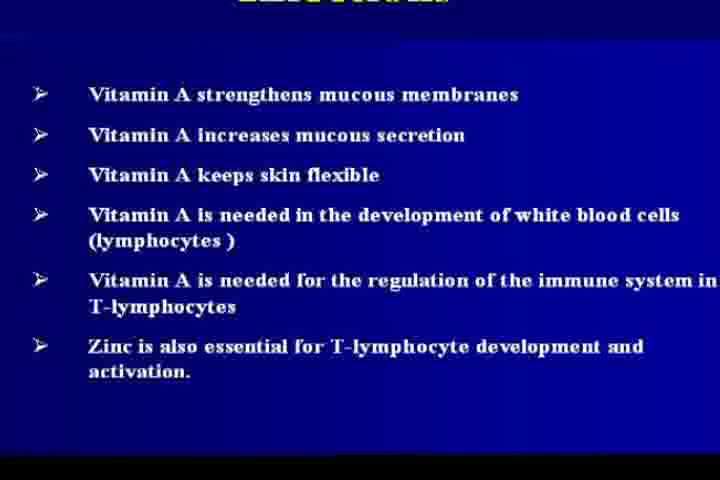 Vitamin A strengthens mucous membranes
Vitamin A increases mucous secretion
Vitamin A keeps skin flexible
Vitamin A is needed in the development of white blood cells
(lymphocytes )
Vitamin A is needed for the regulation of the immune system in
T-lymphocytes
Zinc is also essential for T-lymphocyte development and
activation.